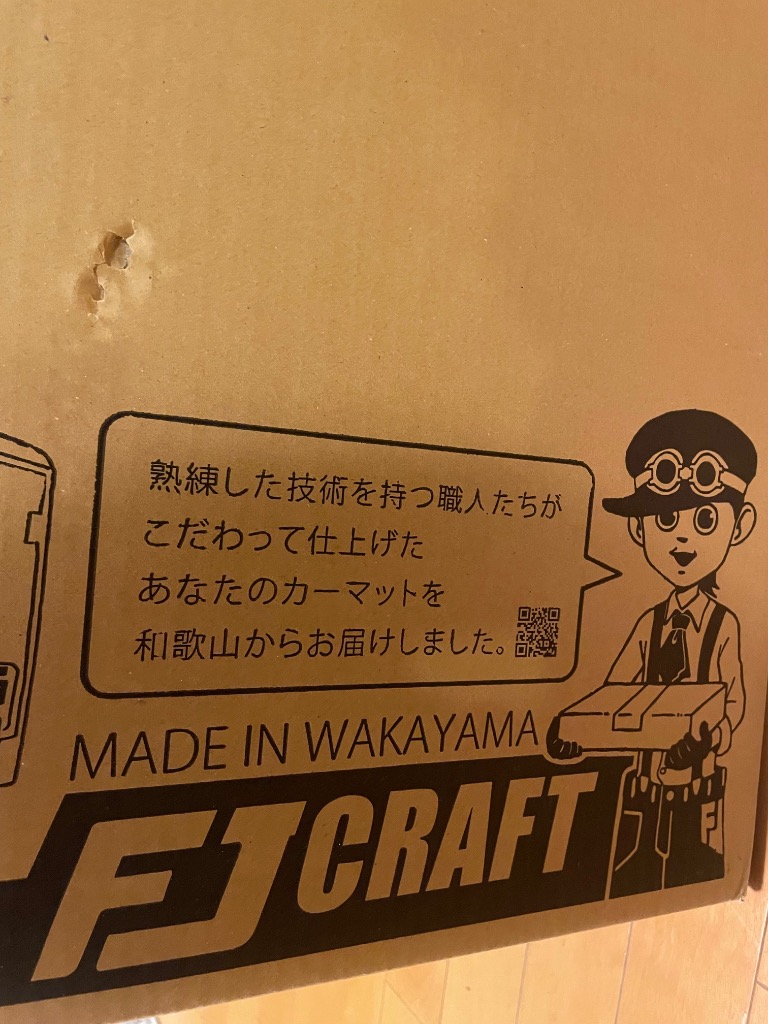 熟練した技術を持つ職人たちが
こだわって仕上げた
あなたのカーマットを
和歌山からお届けしました。
MADE IN WAKAYAMA
FJ CRAFT
F